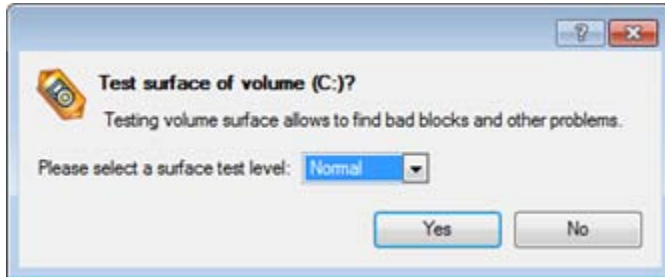 ?
Test surface of volume (C:)?
Testing volume surface allows to find bad blocks and other problems.
Please select a surface test level: Normal
Yes No